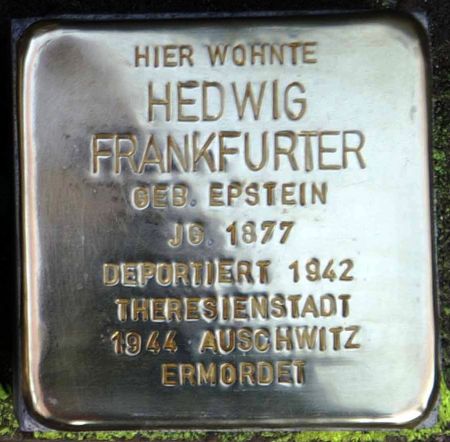 HIER WOHNTE
HEDWIG
FRANKFURTER
GEB. EPSTEIN
JG. 1877
DEPORTIERT 1942
THERESIENSTADT
1944 AUSCHWITZ
ERMORDET